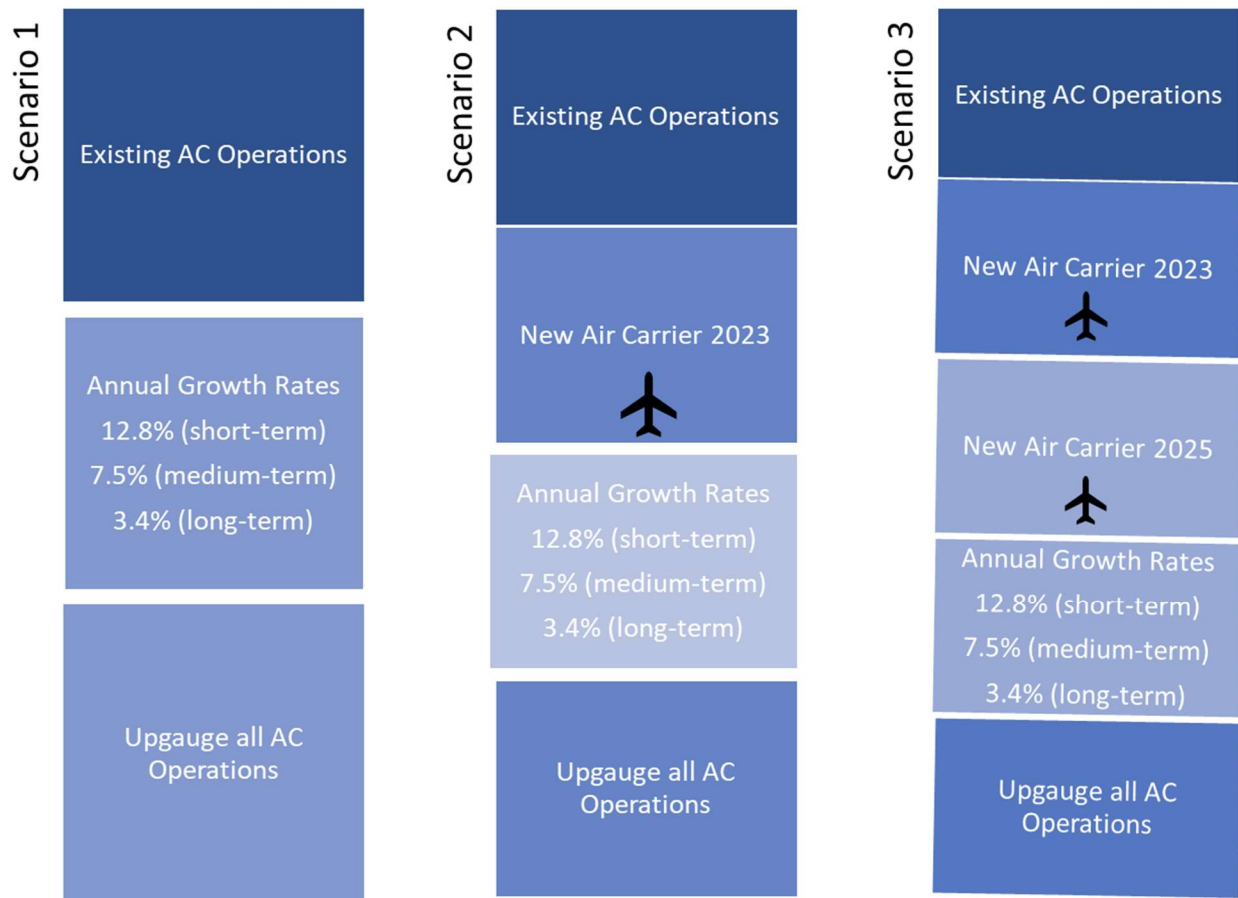 Scenario 1
Existing AC Operations
Annual Growth Rates
12.8% (short-term)
7.5% (medium-term)
3.4% (long-term)
Upgauge all AC
Operations
Scenario 2
Existing AC Operations
New Air Carrier 2023
Annual Growth Rates
12.8% (short-term)
7.5% (medium-term)
3.4% (long-term)
Upgauge all AC
Operations
Scenario 3
Existing AC Operations
New Air Carrier 2023
New Air Carrier 2025
Annual Growth Rates
12.8% (short-term)
7.5% (medium-term)
3.4% (long-term)
Upgauge all AC
Operations